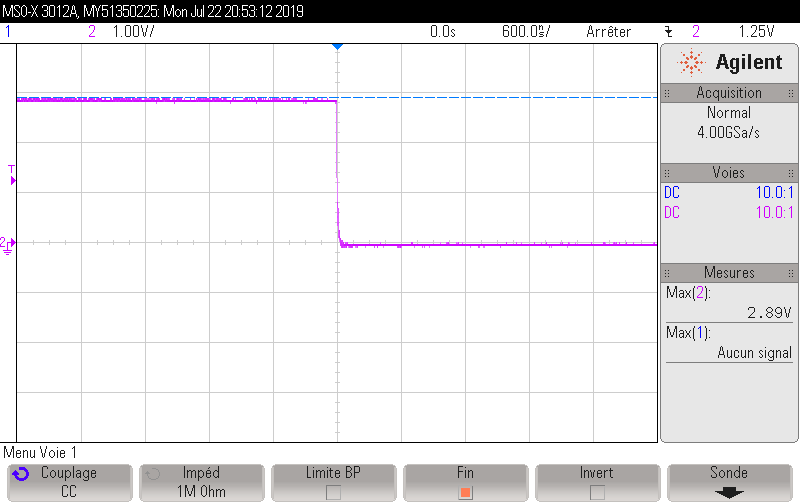 MSO-X 3012A, MY51350225: Mon Jul 22 20:53:12 2019
1 2 1.00V/ 0.0s 600.0ns/ Arrêter 2 1.25V
Agilent
Acquisition
Normal
4.00GSa/s
Voies
DC 10.0:1
DC 10.0:1
Mesures
Max(2):
2.89V
Max(1):
Aucun signal
T
2
Menu Voie 1
Couplage
CC
Impéd
1M Ohm
Limite BP
Fin
Invert
Sonde